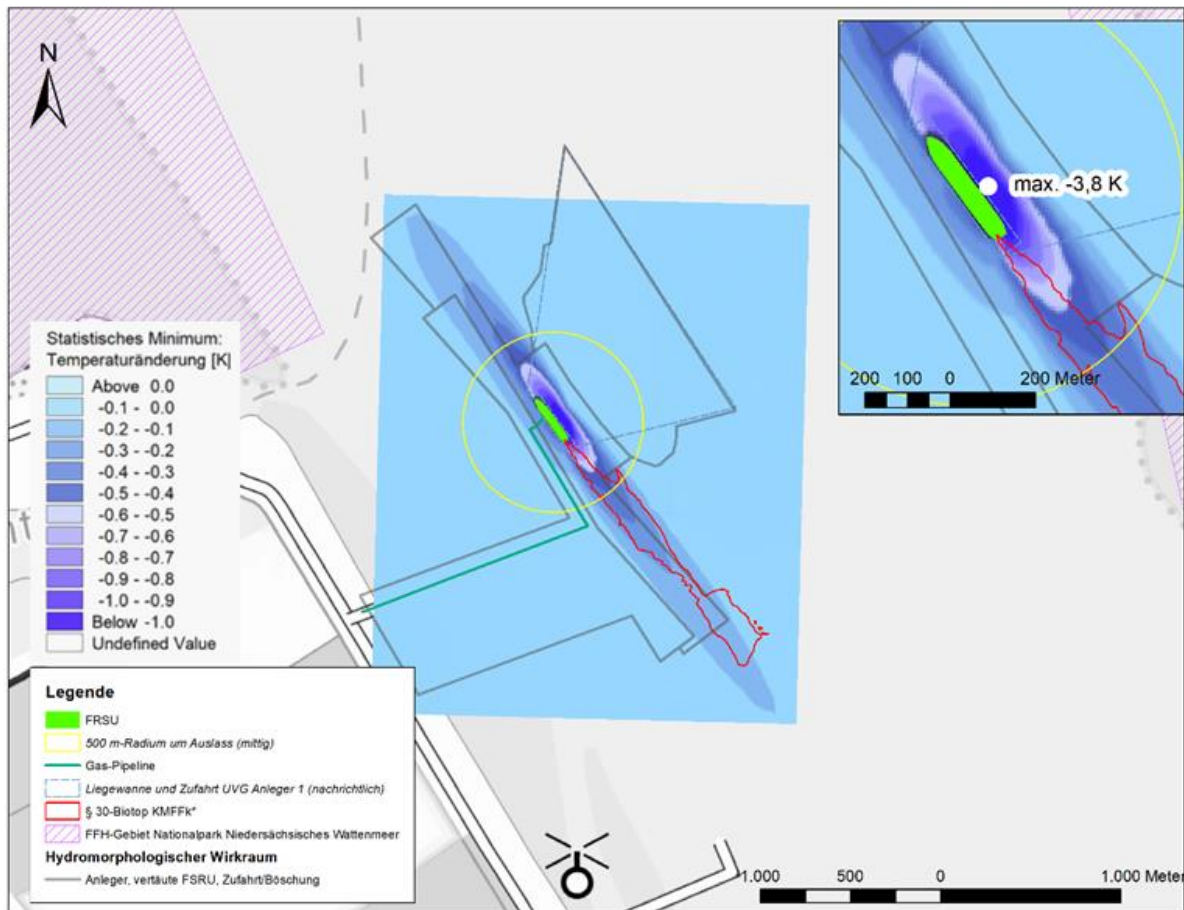 N
max. -3,8 K
200 100 0 200 Meter
Statistisches Minimum:
Temperaturänderung [K]
Above 0.0
-0.1 - 0.0
-0.2 - -0.1
-0.3 - -0.2
-0.4 - -0.3
-0.5 - -0.4
-0.6 - -0.5
-0.7 - -0.6
-0.8 - -0.7
-0.9 - -0.8
-1.0 - -0.9
Below -1.0
Undefined Value
Legende
FRSU
500 m-Radium um Auslass (mittig)
Gas-Pipeline
Liegewanne und Zufahrt UVG Anleger 1 (nachrichtlich)
§ 30-Biotop KMFFk*
FFH-Gebiet Nationalpark Niedersächsisches Wattenmeer
Hydromorphologischer Wirkraum
Anleger, vertäute FSRU, Zufahrt/Böschung
1.000 500 0 1.000 Meter